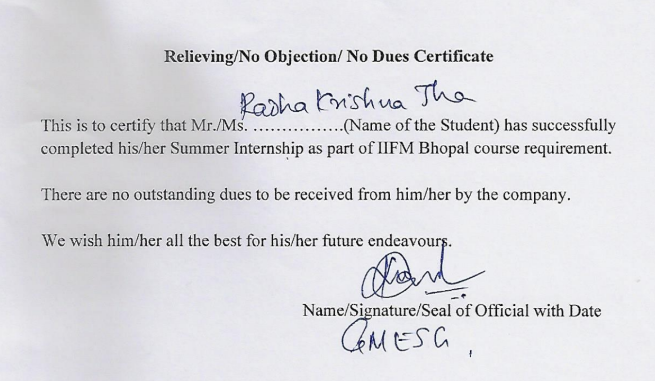 Relieving/No Objection/ No Dues Certificate
Radha Krishna Jha
This is to certify that Mr./Ms. ................(Name of the Student) has successfully
completed his/her Summer Internship as part of IIFM Bhopal course requirement.
There are no outstanding dues to be received from him/her by the company.
We wish him/her all the best for his/her future endeavours.
Name/Signature/Seal of Official with Date
GMESG